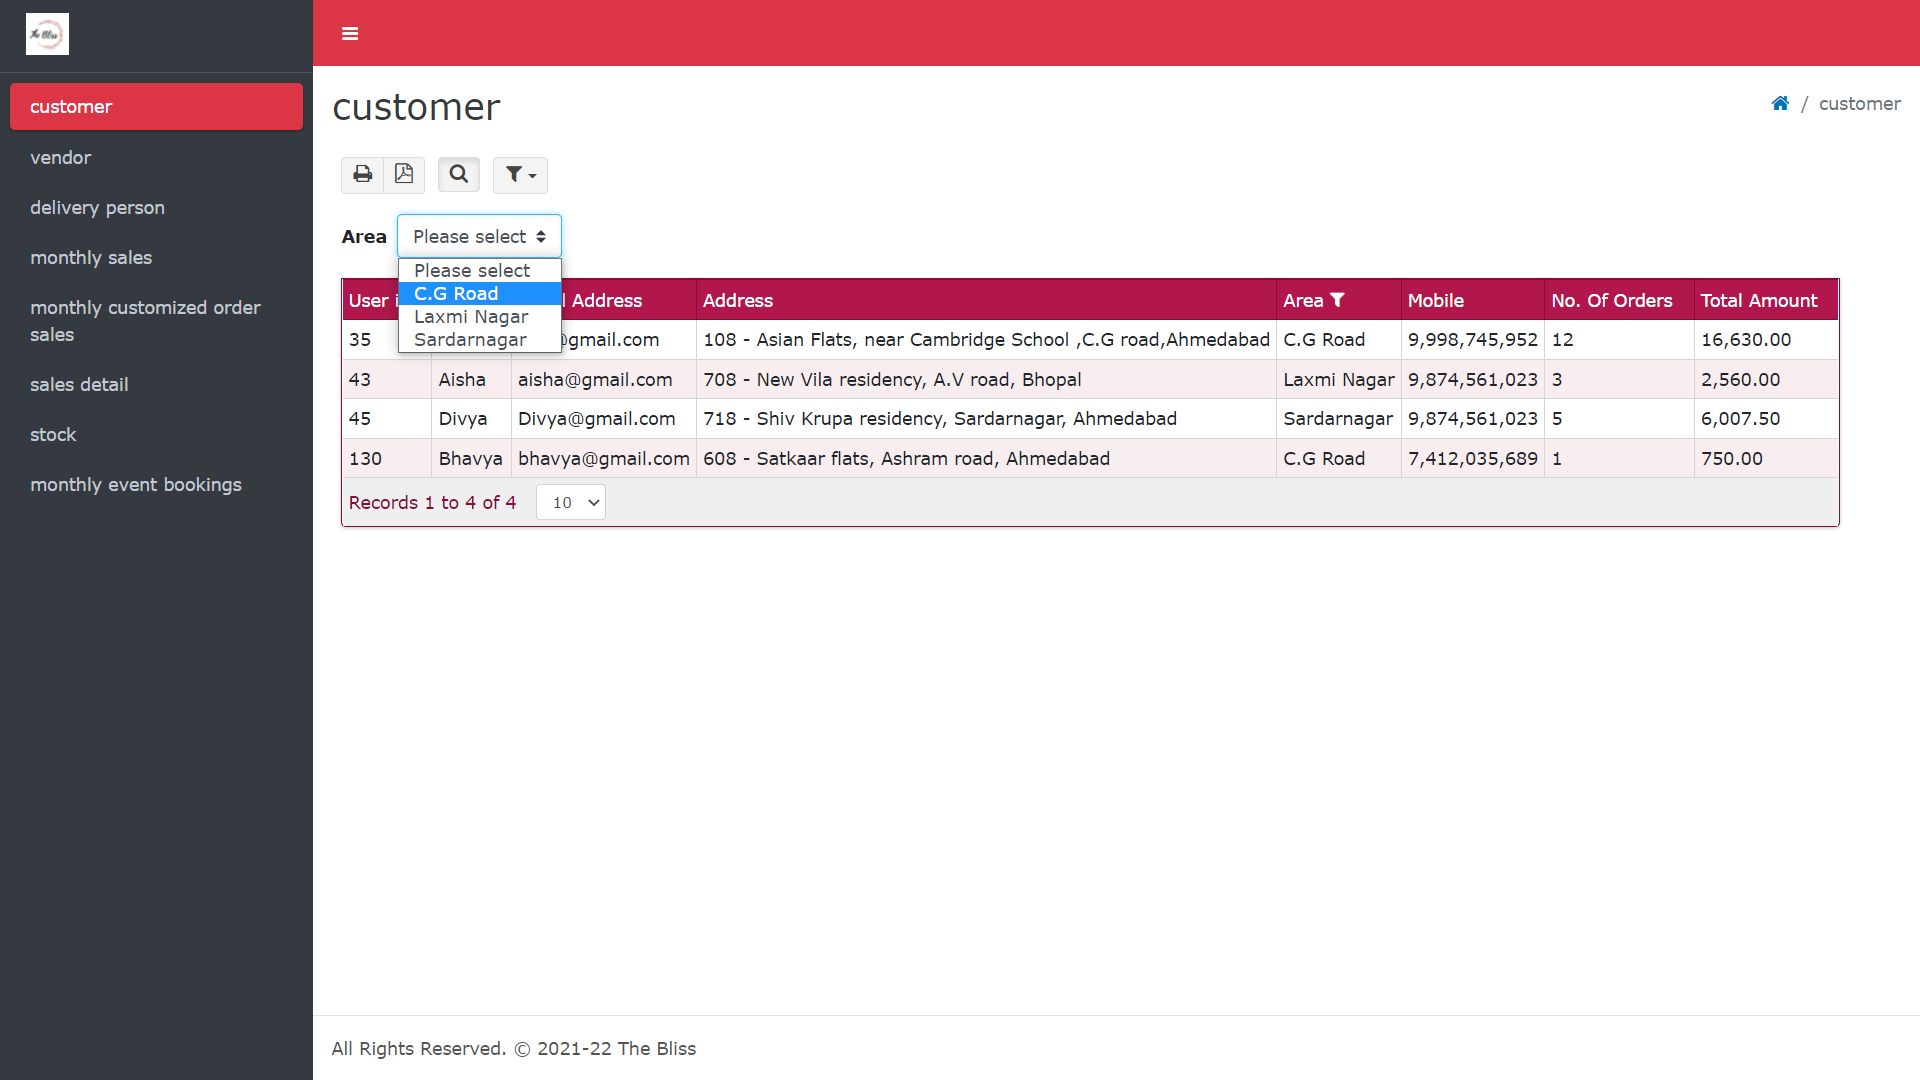 The Bliss
customer
vendor
delivery person
monthly sales
monthly customized order
sales
sales detail
stock
monthly event bookings
customer
/ customer
Area Please select
Please select
C.G Road
Laxmi Nagar
Sardarnagar
User Address Address Area Mobile No. Of Orders Total Amount
35 @gmail.com 108 - Asian Flats, near Cambridge School ,C.G road,Ahmedabad C.G Road 9,998,745,952 12 16,630.00
43 Aisha aisha@gmail.com 708 - New Vila residency, A.V road, Bhopal Laxmi Nagar 9,874,561,023 3 2,560.00
45 Divya Divya@gmail.com 718 - Shiv Krupa residency, Sardarnagar, Ahmedabad Sardarnagar 9,874,561,023 5 6,007.50
130 Bhavya bhavya@gmail.com 608 - Satkaar flats, Ashram road, Ahmedabad C.G Road 7,412,035,689 1 750.00
Records 1 to 4 of 4 10
All Rights Reserved. © 2021-22 The Bliss